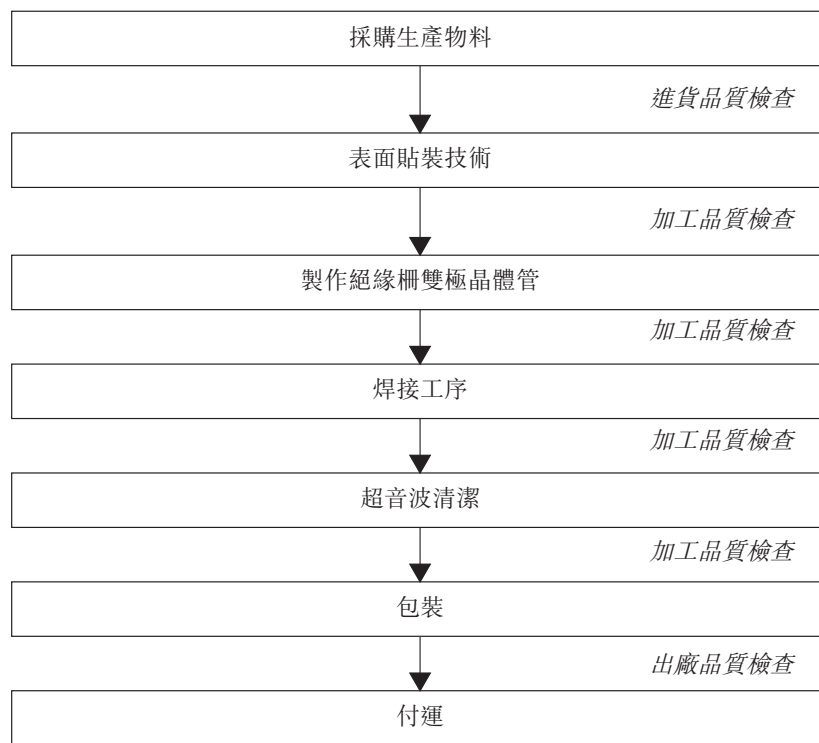 採購生產物料
進貨品質檢查
表面貼裝技術
加工品質檢查
製作絕緣柵雙極晶體管
加工品質檢查
焊接工序
加工品質檢查
超音波清潔
加工品質檢查
包裝
出廠品質檢查
付運